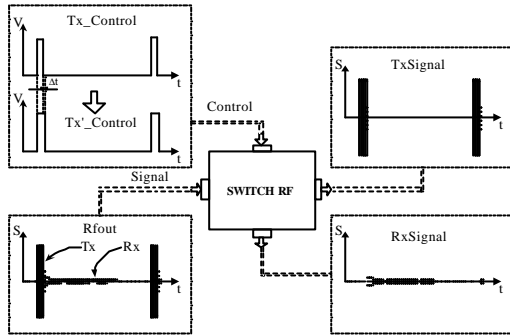 Tx_Control
V
Δt
t
V
Tx'_Control
t
Control
TxSignal
S
t
Signal
SWITCH RF
Rfout
S
Tx
Rx
t
RxSignal
S
t